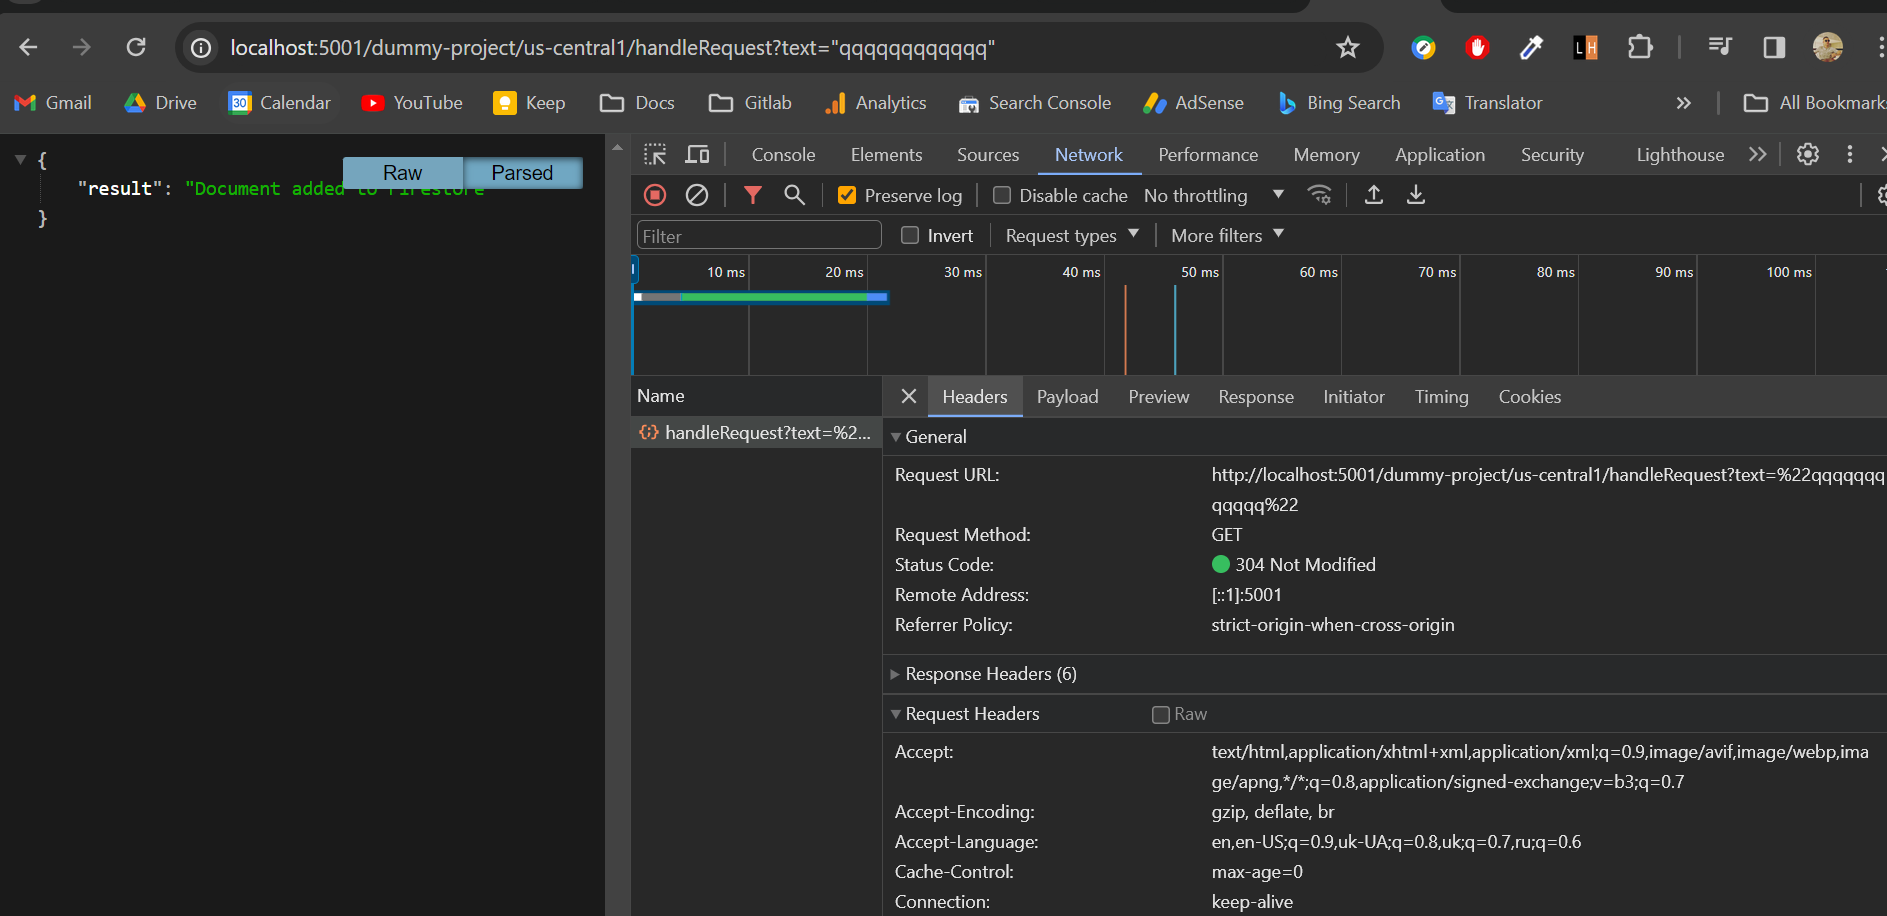 localhost:5001/dummy-project/us-central1/handleRequest?text="qqqqqqqqqqqq"
L H
Gmail Drive 30 Calendar YouTube Keep Docs Gitlab Analytics Search Console AdSense Bing Search Translator All Bookmarks
{
Raw Parsed
"result": "Document added to Firestore
}
Console Elements Sources Network Performance Memory Application Security Lighthouse
Preserve log Disable cache No throttling
Filter Invert Request types More filters
10 ms 20 ms 30 ms 40 ms 50 ms 60 ms 70 ms 80 ms 90 ms 100 ms
Name Headers Payload Preview Response Initiator Timing Cookies
handleRequest?text=%2...
General
Request URL: http://localhost:5001/dummy-project/us-central1/handleRequest?text=%22qqqqqqq
qqqqq%22
Request Method: GET
Status Code: 304 Not Modified
Remote Address: [::1]:5001
Referrer Policy: strict-origin-when-cross-origin
Response Headers (6)
Request Headers Raw
Accept: text/html,application/xhtml+xml,application/xml;q=0.9,image/avif,image/webp,ima
ge/apng,*/*;q=0.8,application/signed-exchange;v=b3;q=0.7
Accept-Encoding: gzip, deflate, br
Accept-Language: en,en-US;q=0.9,uk-UA;q=0.8,uk;q=0.7,ru;q=0.6
Cache-Control: max-age=0
Connection: keep-alive